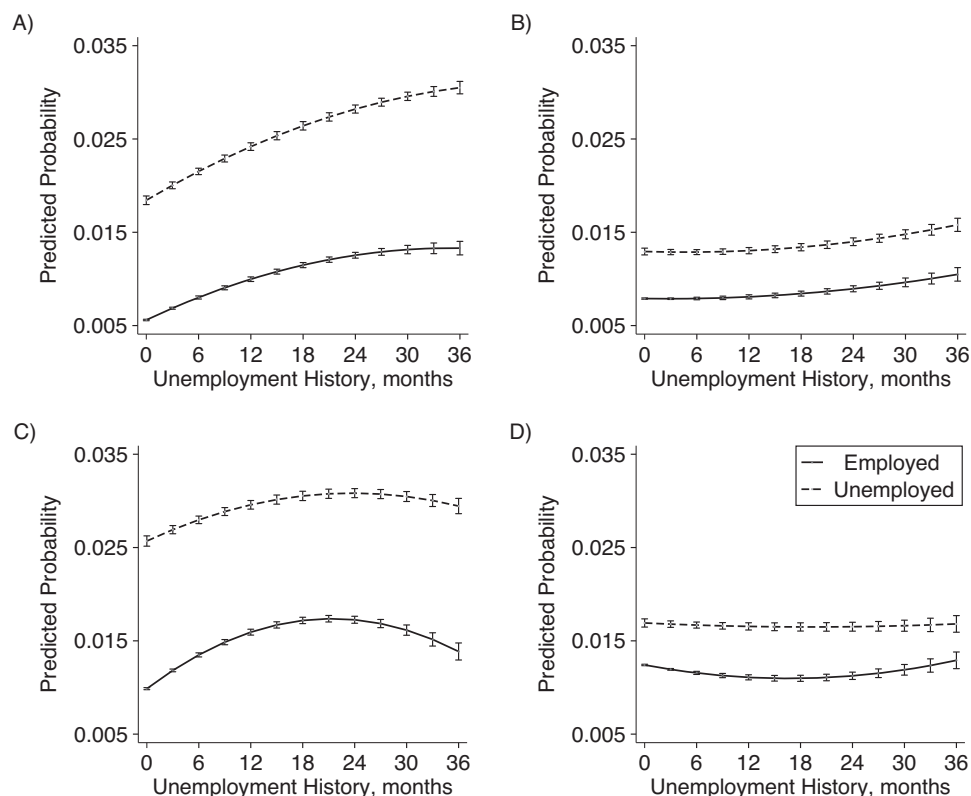 A)
0.035
0.025
0.015
0.005
Predicted Probability
0 6 12 18 24 30 36
Unemployment History, months
B)
0.035
0.025
0.015
0.005
Predicted Probability
0 6 12 18 24 30 36
Unemployment History, months
C)
0.035
0.025
0.015
0.005
Predicted Probability
0 6 12 18 24 30 36
Unemployment History, months
D)
0.035
0.025
0.015
0.005
Predicted Probability
Employed
Unemployed
0 6 12 18 24 30 36
Unemployment History, months